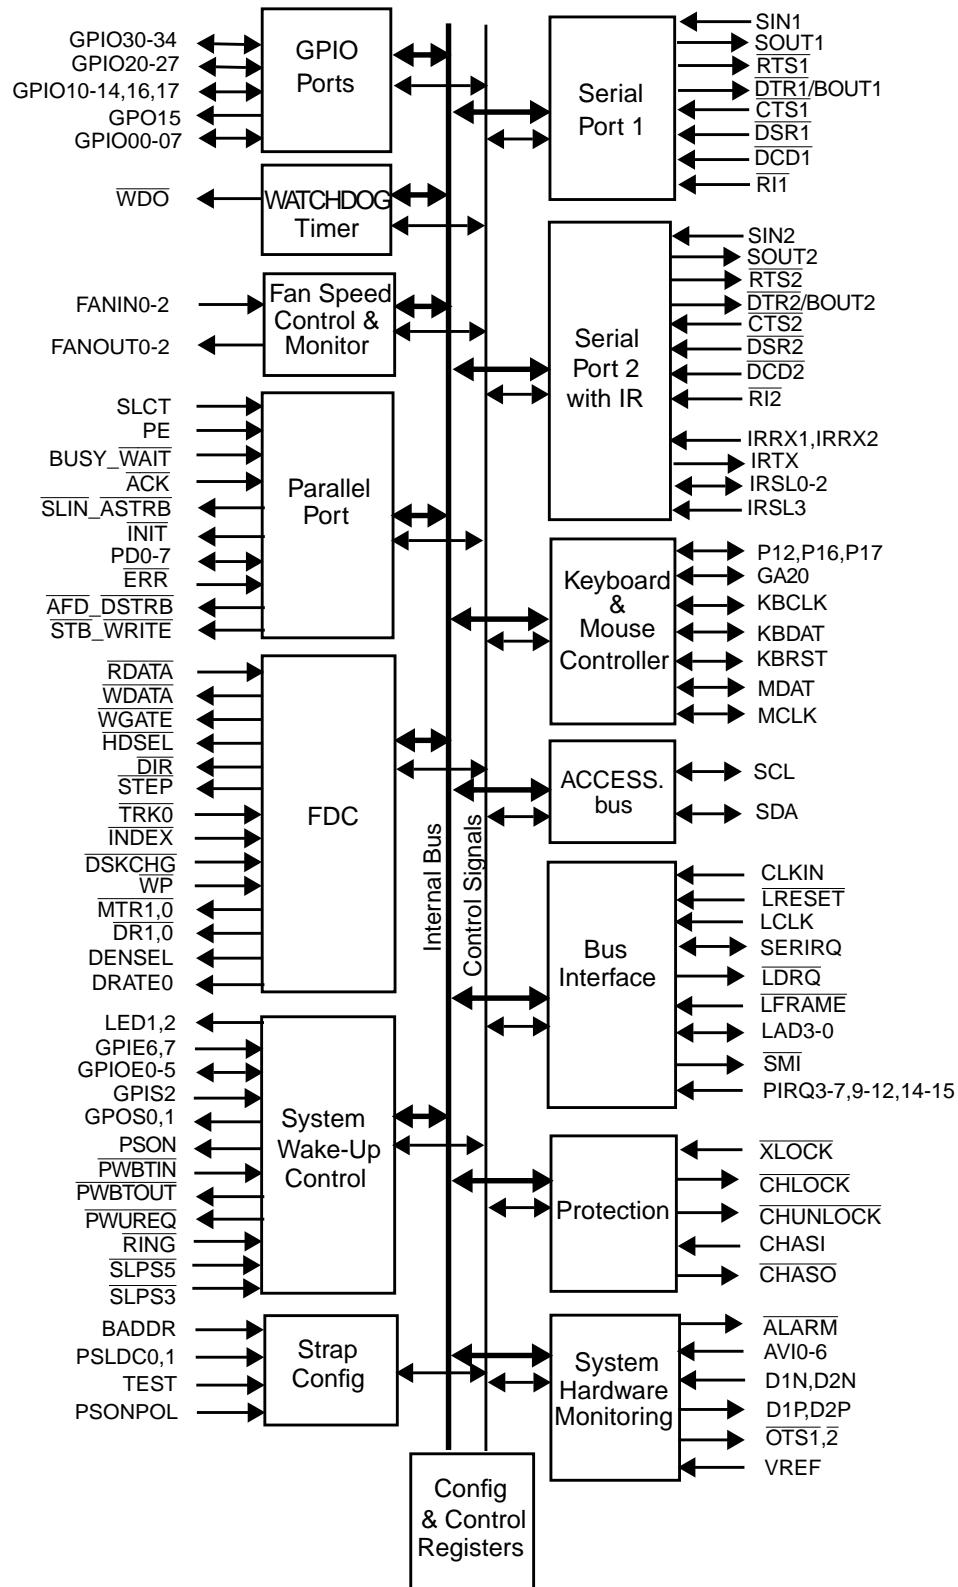 GPIO30-34
GPIO20-27
GPIO10-14,16,17
GPO15
GPIO00-07
GPIO
Ports
WDO
WATCHDOG
Timer
FANIN0-2
FANOUT0-2
Fan Speed
Control &
Monitor
SLCT
PE
BUSY_WAIT
ACK
SLIN_ASTRB
INIT
PD0-7
ERR
AFD_DSTRB
STB_WRITE
Parallel
Port
RDATA
WDATA
WGATE
HDSEL
DIR
STEP
TRK0
INDEX
DSKCHG
WP
MTR1,0
DR1,0
DENSEL
DRATE0
FDC
LED1,2
GPIE6,7
GPIOE0-5
GPIS2
GPOS0,1
PSON
PWBTIN
PWBTOUT
PWUREQ
RING
SLPS5
SLPS3
System
Wake-Up
Control
BADDR
PSLDC0,1
TEST
PSONPOL
Strap
Config
Internal Bus
Control Signals
Config
& Control
Registers
Serial
Port 1
SIN1
SOUT1
RTS1
DTR1/BOUT1
CTS1
DSR1
DCD1
RI1
Serial
Port 2
with IR
SIN2
SOUT2
RTS2
DTR2/BOUT2
CTS2
DSR2
DCD2
RI2
IRRX1,IRRX2
IRTX
IRSL0-2
IRSL3
Keyboard
&
Mouse
Controller
P12,P16,P17
GA20
KBCLK
KBDAT
KBRST
MDAT
MCLK
ACCESS.
bus
SCL
SDA
Bus
Interface
CLKIN
LRESET
LCLK
SERIRQ
LDRQ
LFRAME
LAD3-0
SMI
PIRQ3-7,9-12,14-15
Protection
XLOCK
CHLOCK
CHUNLOCK
CHASI
CHASO
System
Hardware
Monitoring
ALARM
AVI0-6
D1N,D2N
D1P,D2P
OTS1,2
VREF